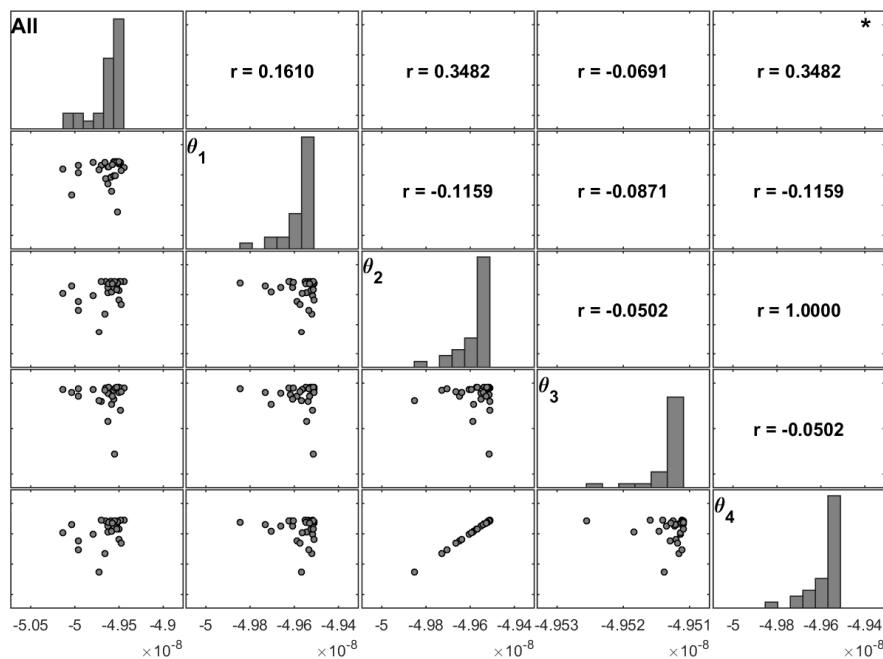 All *
r = 0.1610 r = 0.3482 r = -0.0691 r = 0.3482
θ1
r = -0.1159 r = -0.0871 r = -0.1159
θ2
r = -0.0502 r = 1.0000
θ3
r = -0.0502
θ4
-5.05 -5 -4.95 -4.9 -5 -4.98 -4.96 -4.94 -5 -4.98 -4.96 -4.94 -4.953 -4.952 -4.951 -5 -4.98 -4.96 -4.94
×10-8 ×10-8 ×10-8 ×10-8 ×10-8